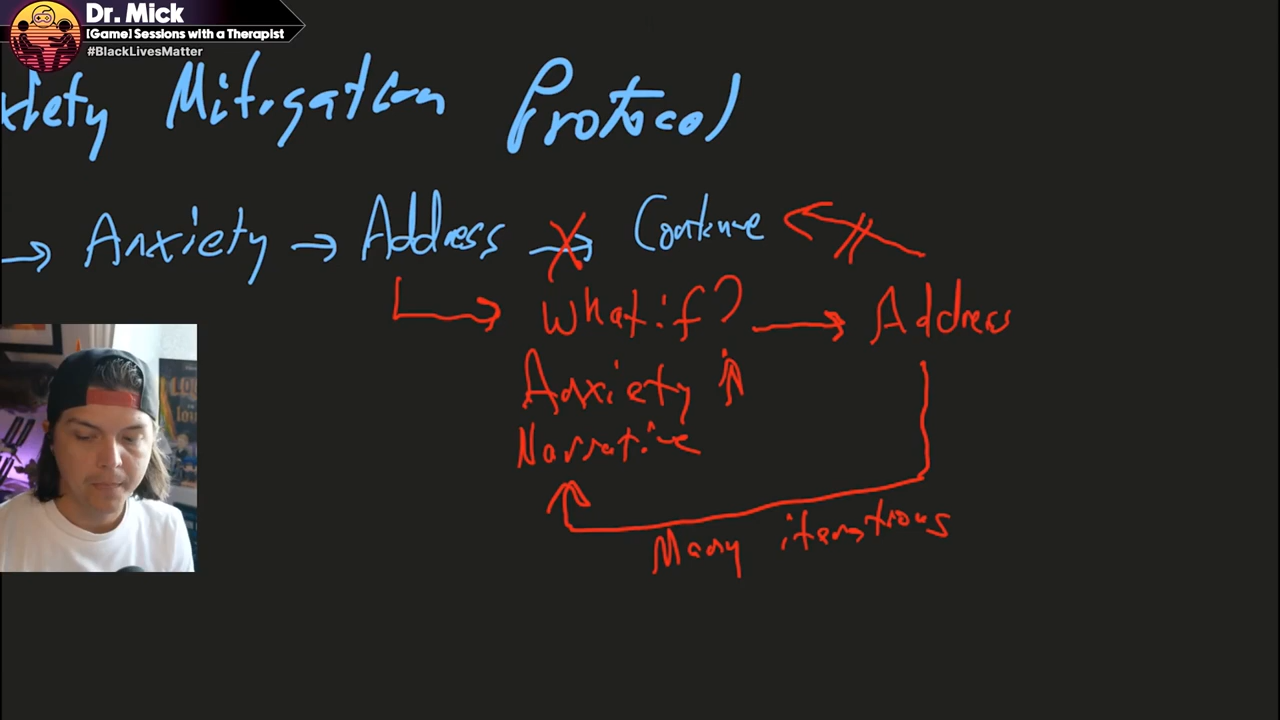 Dr. Mick
[Game] Sessions with a Therapist
#BlackLivesMatter
xiety Mitigation Protocol
→ Anxiety → Address → Continue
What if? → Address
Anxiety ↑
Narrative
Many iterations